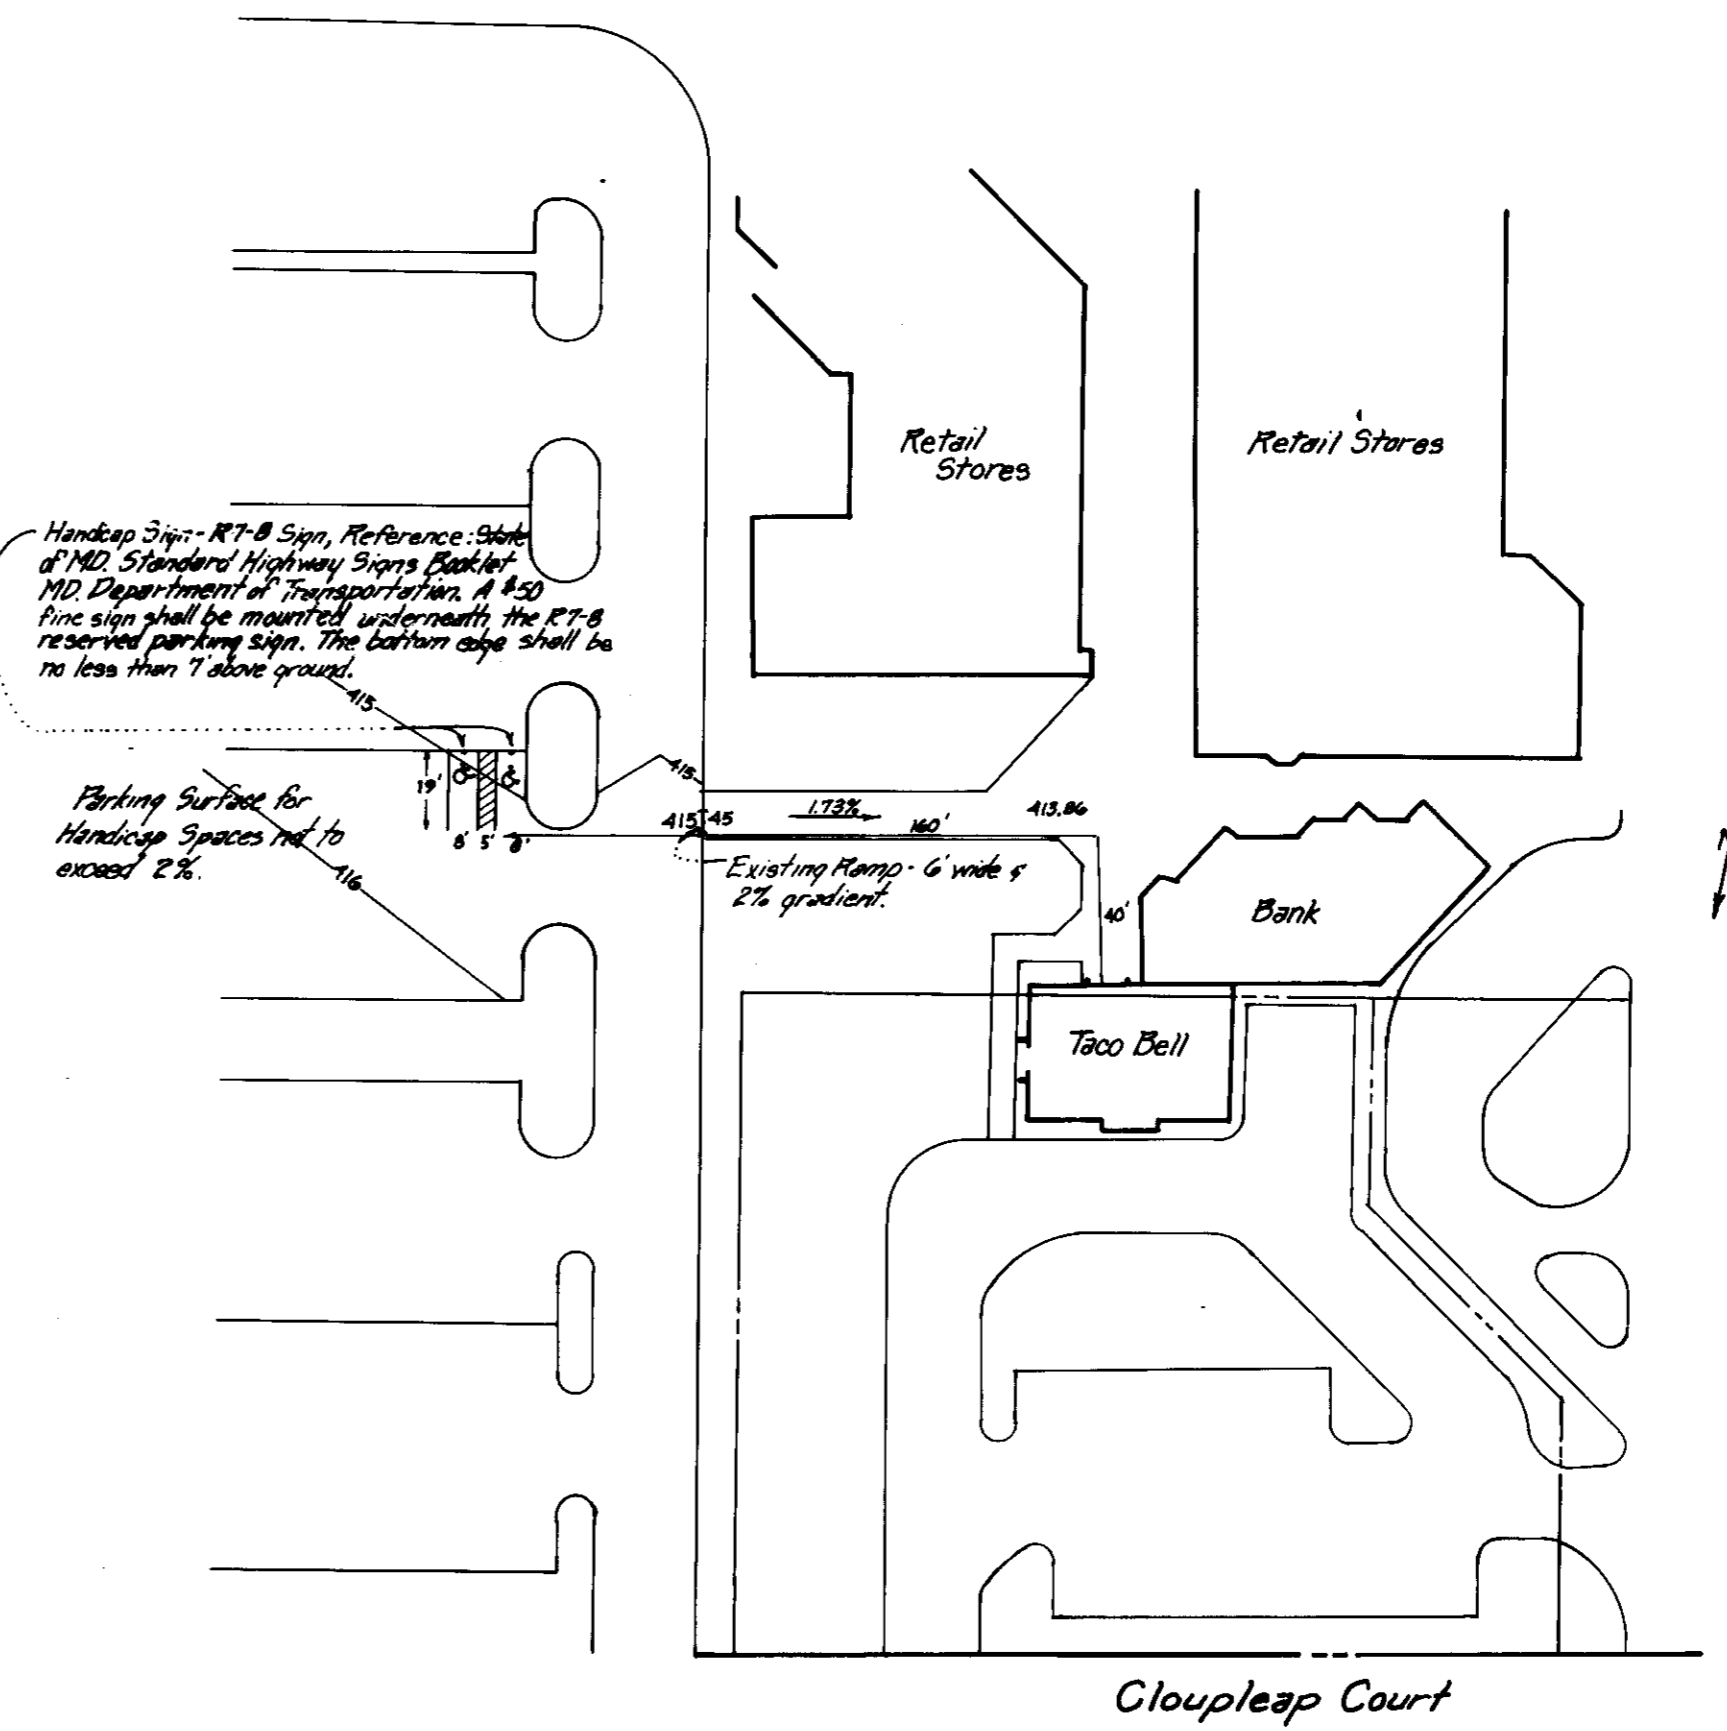 Retail
Stores
Retail Stores
Handicap Sign - R7-8 Sign, Reference: State
of MD. Standard Highway Signs Booklet
MD. Department of Transportation. A $50
fine sign shall be mounted underneath the R7-8
reserved parking sign. The bottom edge shall be
no less than 7' above ground.
415
415
19'
8' 5' 8'
Parking Surface for
Handicap Spaces not to
exceed 2%.
416
415
45
1.73%
160'
413.86
Existing Ramp - 6' wide &
2% gradient.
40'
Bank
Taco Bell
Cloupleap Court